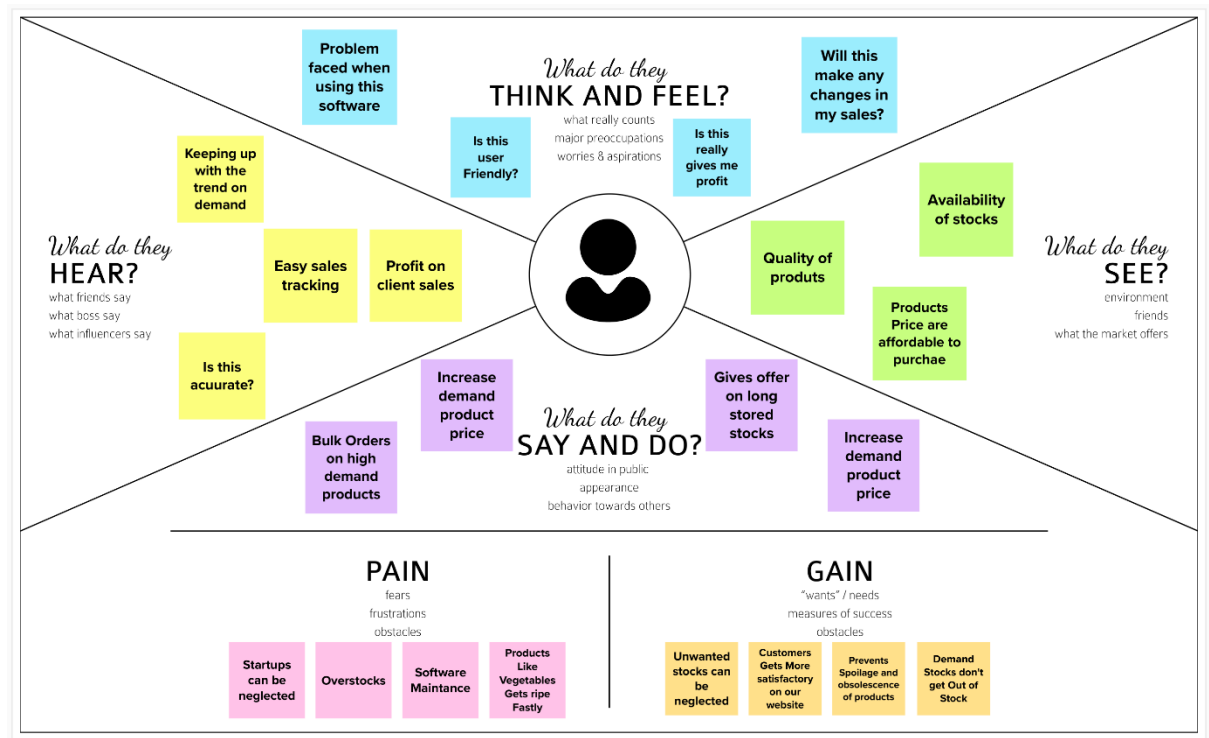 Problem
faced when
using this
software
What do they
THINK AND FEEL?
what really counts
major preoccupations
worries & aspirations
Is this
user
Friendly?
Is this
really
gives me
profit
Will this
make any
changes in
my sales?
Keeping up
with the
trend on
demand
What do they
HEAR?
what friends say
what boss say
what influencers say
Easy sales
tracking
Profit on
client sales
Is this
acuurate?
Availability
of stocks
Quality of
produts
Products
Price are
affordable to
purchae
What do they
SEE?
environment
friends
what the market offers
Increase
demand
product
price
Bulk Orders
on high
demand
products
What do they
SAY AND DO?
attitude in public
appearance
behavior towards others
Gives offer
on long
stored
stocks
Increase
demand
product
price
PAIN
fears
frustrations
obstacles
Startups
can be
neglected
Overstocks
Software
Maintance
Products
Like
Vegetables
Gets ripe
Fastly
GAIN
"wants" / needs
measures of success
obstacles
Unwanted
stocks can
be
neglected
Customers
Gets More
satisfactory
on our
website
Prevents
Spoilage and
obsolescence
of products
Demand
Stocks don't
get Out of
Stock